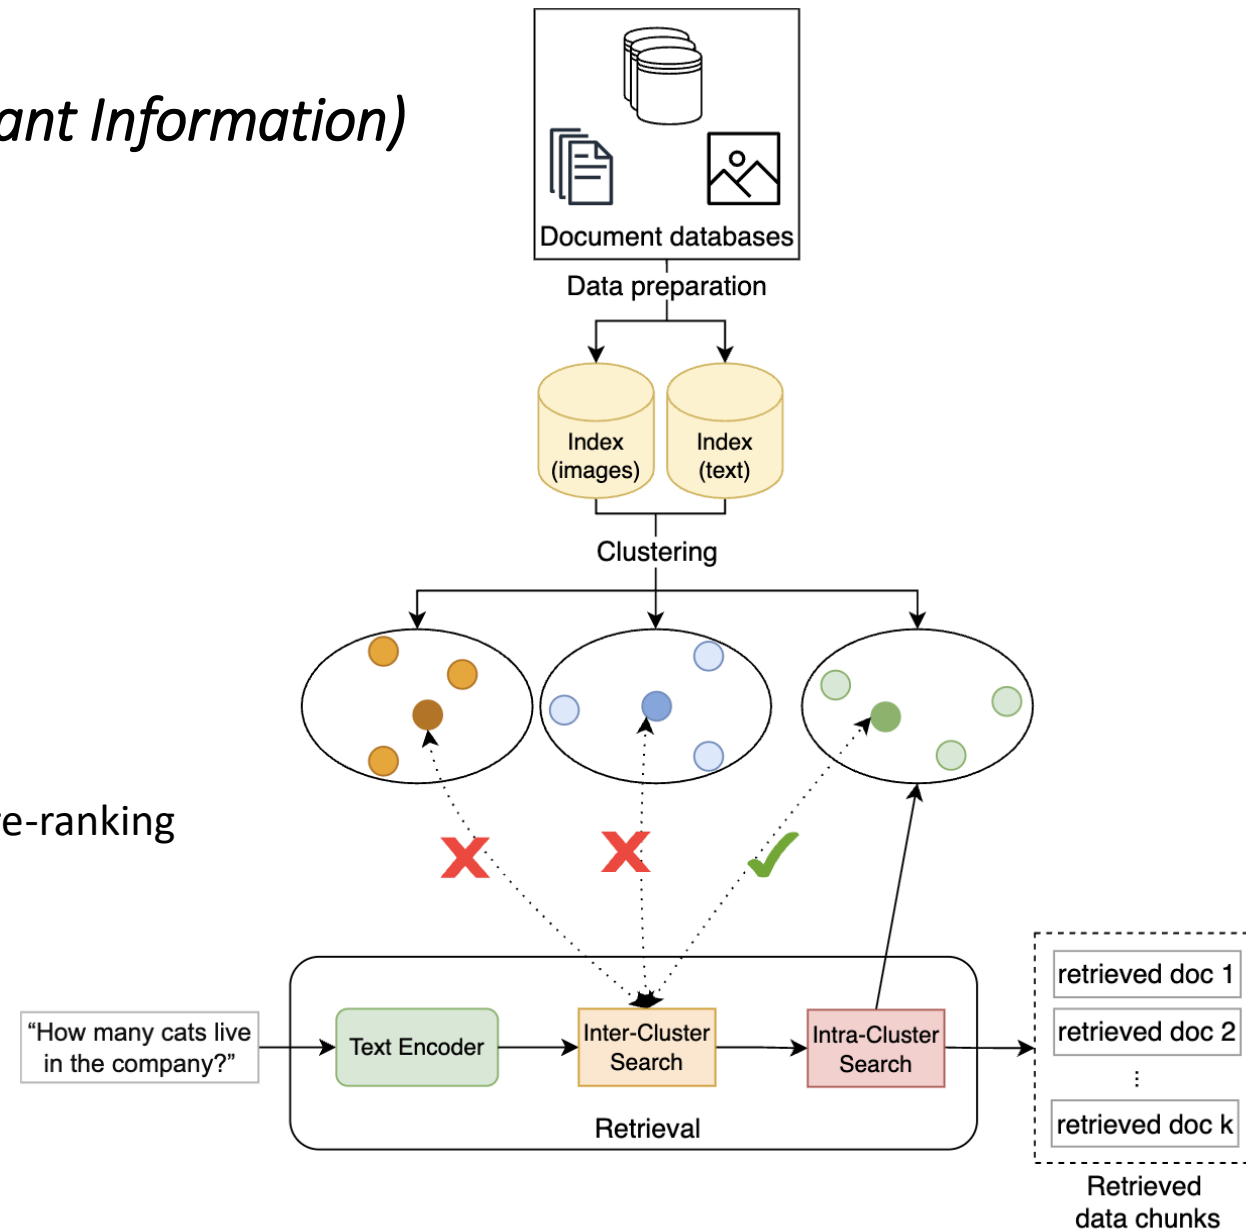 ant Information)
Document databases
Data preparation
Index
(images)
Index
(text)
Clustering
re-ranking
“How many cats live
in the company?”
Text Encoder
Inter-Cluster
Search
Intra-Cluster
Search
Retrieval
retrieved doc 1
retrieved doc 2
⋮
retrieved doc k
Retrieved
data chunks